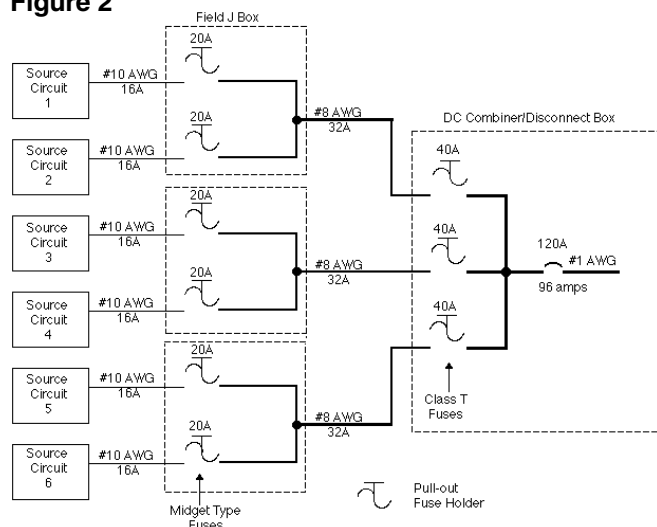 Figure 2
Field J Box
20A
Source
Circuit
1
#10 AWG
16A
20A
Source
Circuit
2
#10 AWG
16A
#8 AWG
32A
20A
Source
Circuit
3
#10 AWG
16A
20A
Source
Circuit
4
#10 AWG
16A
#8 AWG
32A
20A
Source
Circuit
5
#10 AWG
16A
20A
Source
Circuit
6
#10 AWG
16A
#8 AWG
32A
Midget Type
Fuses
DC Combiner/Disconnect Box
40A
40A
40A
120A
#1 AWG
96 amps
Class T
Fuses
Pull-out
Fuse Holder